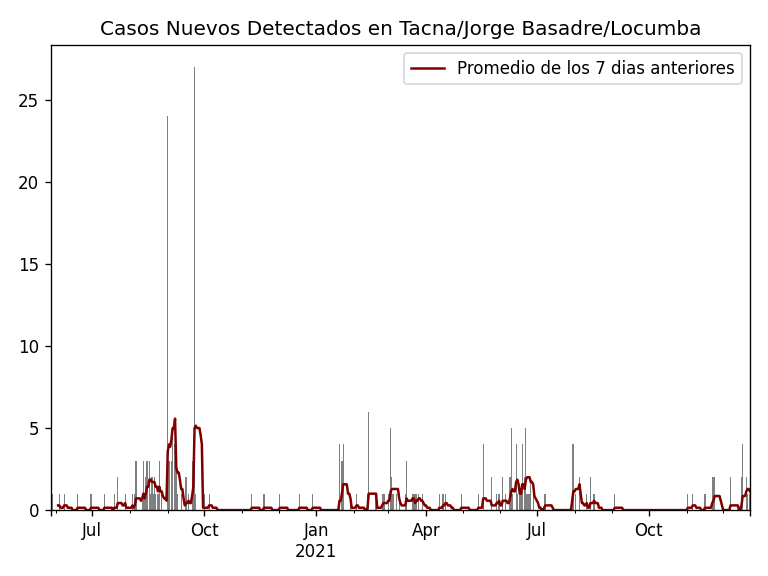 Casos Nuevos Detectados en Tacna/Jorge Basadre/Locumba
Promedio de los 7 dias anteriores
25
20
15
10
5
0
Jul
Oct
Jan
2021
Apr
Jul
Oct